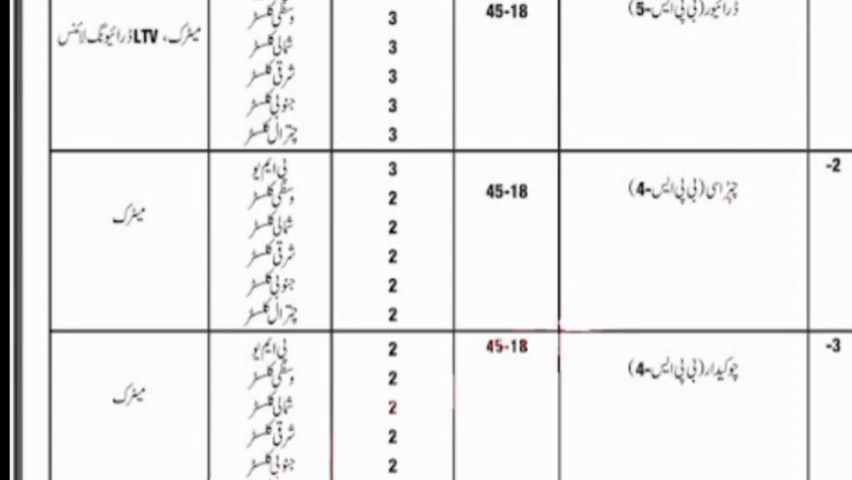 ڈرائیور(بی پی ایس-5) 45-18 3 وسطی کلسٹر میٹرک، LTVڈرائیونگ لائسنس
3 شمالی کلسٹر
3 شرقی کلسٹر
3 جنوبی کلسٹر
3 چترال کلسٹر
-2 چپڑاسی(بی پی ایس-4) 45-18 3 پی ایم یو میٹرک
2 وسطی کلسٹر
2 شمالی کلسٹر
2 شرقی کلسٹر
2 جنوبی کلسٹر
2 چترال کلسٹر
-3 چوکیدار(بی پی ایس-4) 45-18 2 پی ایم یو میٹرک
2 وسطی کلسٹر
2 شمالی کلسٹر
2 شرقی کلسٹر
2 جنوبی کلسٹر